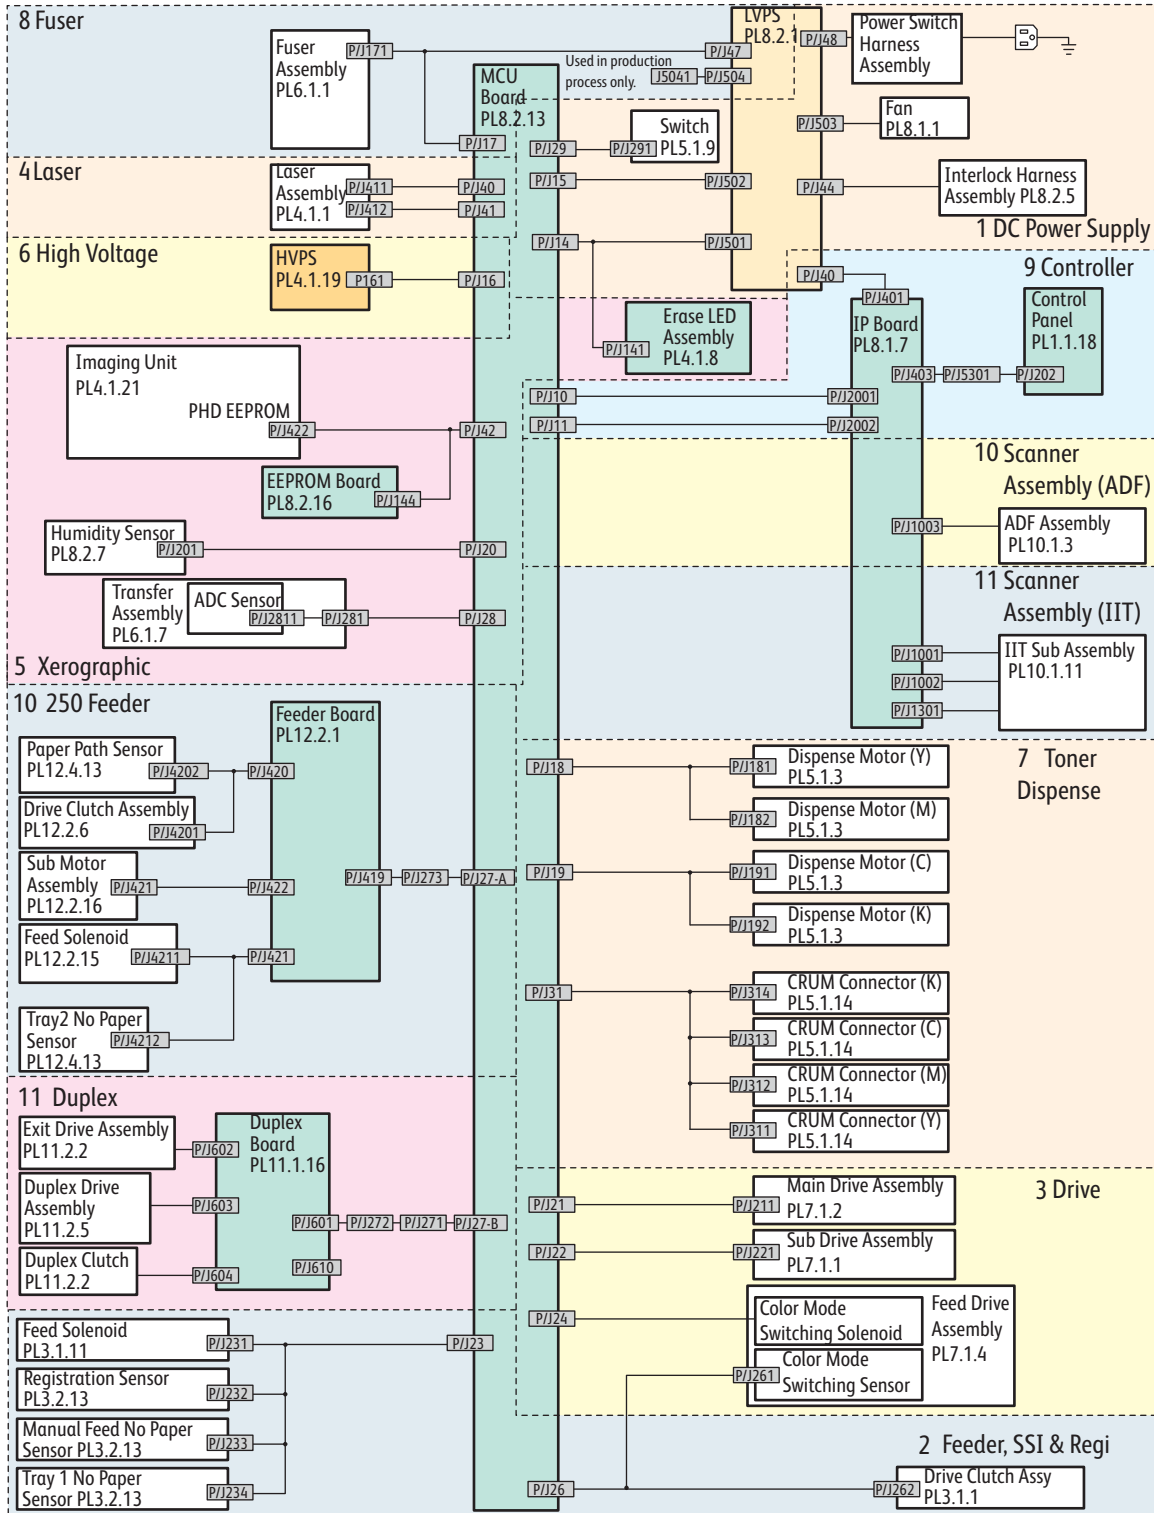 8 Fuser
Fuser
Assembly
PL6.1.1
P/J171
P/J17
MCU
Board
PL8.2.13
Used in production
process only.
J5041
P/J504
P/J47
LVPS
PL8.2.1
P/J48
Power Switch
Harness
Assembly
P/J503
Fan
PL8.1.1
P/J44
Interlock Harness
Assembly PL8.2.5
1 DC Power Supply
P/J29
P/J291
Switch
PL5.1.9
P/J15
P/J502
P/J14
P/J501
P/J40
4 Laser
Laser
Assembly
PL4.1.1
P/J411
P/J412
P/J40
P/J41
6 High Voltage
HVPS
PL4.1.19
P161
P/J16
Erase LED
Assembly
PL4.1.8
P/J141
9 Controller
P/J401
IP Board
PL8.1.7
Control
Panel
PL1.1.18
P/J403
P/J5301
P/J202
P/J10
P/J2001
P/J11
P/J2002
Imaging Unit
PL4.1.21
PHD EEPROM
P/J422
P/J42
EEPROM Board
PL8.2.16
P/J144
Humidity Sensor
PL8.2.7
P/J201
P/J20
Transfer
Assembly
PL6.1.7
ADC Sensor
P/J2811
P/J281
P/J28
5 Xerographic
10 Scanner
Assembly (ADF)
P/J1003
ADF Assembly
PL10.1.3
11 Scanner
Assembly (IIT)
P/J1001
P/J1002
P/J1301
IIT Sub Assembly
PL10.1.11
10 250 Feeder
Feeder Board
PL12.2.1
Paper Path Sensor
PL12.4.13
P/J4202
P/J420
Drive Clutch Assembly
PL12.2.6
P/J4201
Sub Motor
Assembly
PL12.2.16
P/J421
P/J422
P/J419
P/J273
P/J27-A
Feed Solenoid
PL12.2.15
P/J4211
P/J421
Tray2 No Paper
Sensor
PL12.4.13
P/J4212
7 Toner
Dispense
P/J18
P/J181
Dispense Motor (Y)
PL5.1.3
P/J182
Dispense Motor (M)
PL5.1.3
P/J19
P/J191
Dispense Motor (C)
PL5.1.3
P/J192
Dispense Motor (K)
PL5.1.3
P/J31
P/J314
CRUM Connector (K)
PL5.1.14
P/J313
CRUM Connector (C)
PL5.1.14
P/J312
CRUM Connector (M)
PL5.1.14
P/J311
CRUM Connector (Y)
PL5.1.14
11 Duplex
Exit Drive Assembly
PL11.2.2
P/J602
Duplex
Board
PL11.1.16
Duplex Drive
Assembly
PL11.2.5
P/J603
P/J601
P/J272
P/J271
P/J27-B
Duplex Clutch
PL11.2.2
P/J604
P/J610
3 Drive
P/J21
P/J211
Main Drive Assembly
PL7.1.2
P/J22
P/J221
Sub Drive Assembly
PL7.1.1
P/J24
Color Mode
Switching Solenoid
Feed Drive
Assembly
PL7.1.4
P/J261
Color Mode
Switching Sensor
Feed Solenoid
PL3.1.11
P/J231
P/J23
Registration Sensor
PL3.2.13
P/J232
Manual Feed No Paper
Sensor PL3.2.13
P/J233
Tray 1 No Paper
Sensor PL3.2.13
P/J234
2 Feeder, SSI & Regi
P/J26
P/J262
Drive Clutch Assy
PL3.1.1